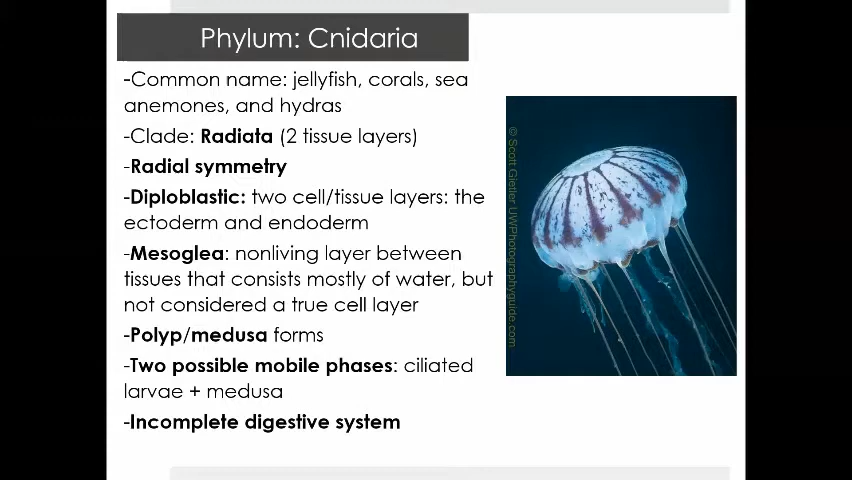 Phylum: Cnidaria
-Common name: jellyfish, corals, sea
anemones, and hydras
-Clade: Radiata (2 tissue layers)
-Radial symmetry
-Diploblastic: two cell/tissue layers: the
ectoderm and endoderm
-Mesoglea: nonliving layer between
tissues that consists mostly of water, but
not considered a true cell layer
-Polyp/medusa forms
-Two possible mobile phases: ciliated
larvae + medusa
-Incomplete digestive system
© Scott Gietler UWPhotographyguide.com